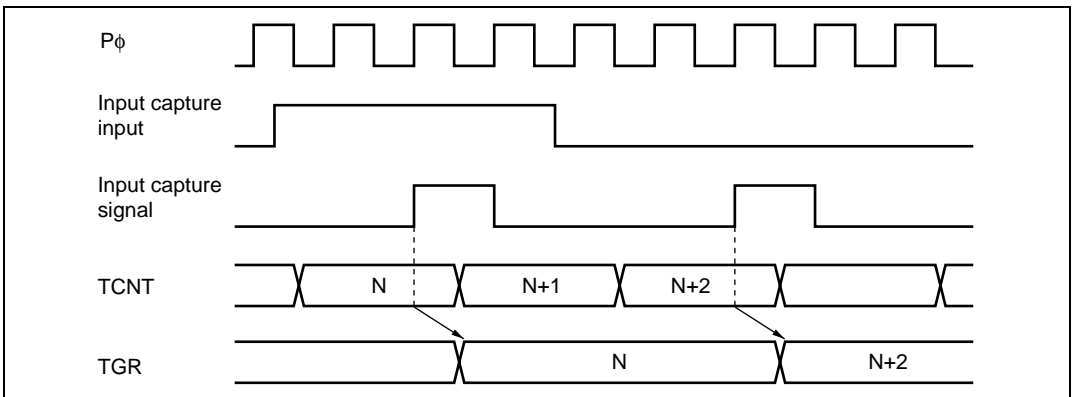 Pφ
Input capture
input
Input capture
signal
TCNT N N+1 N+2
TGR N N+2